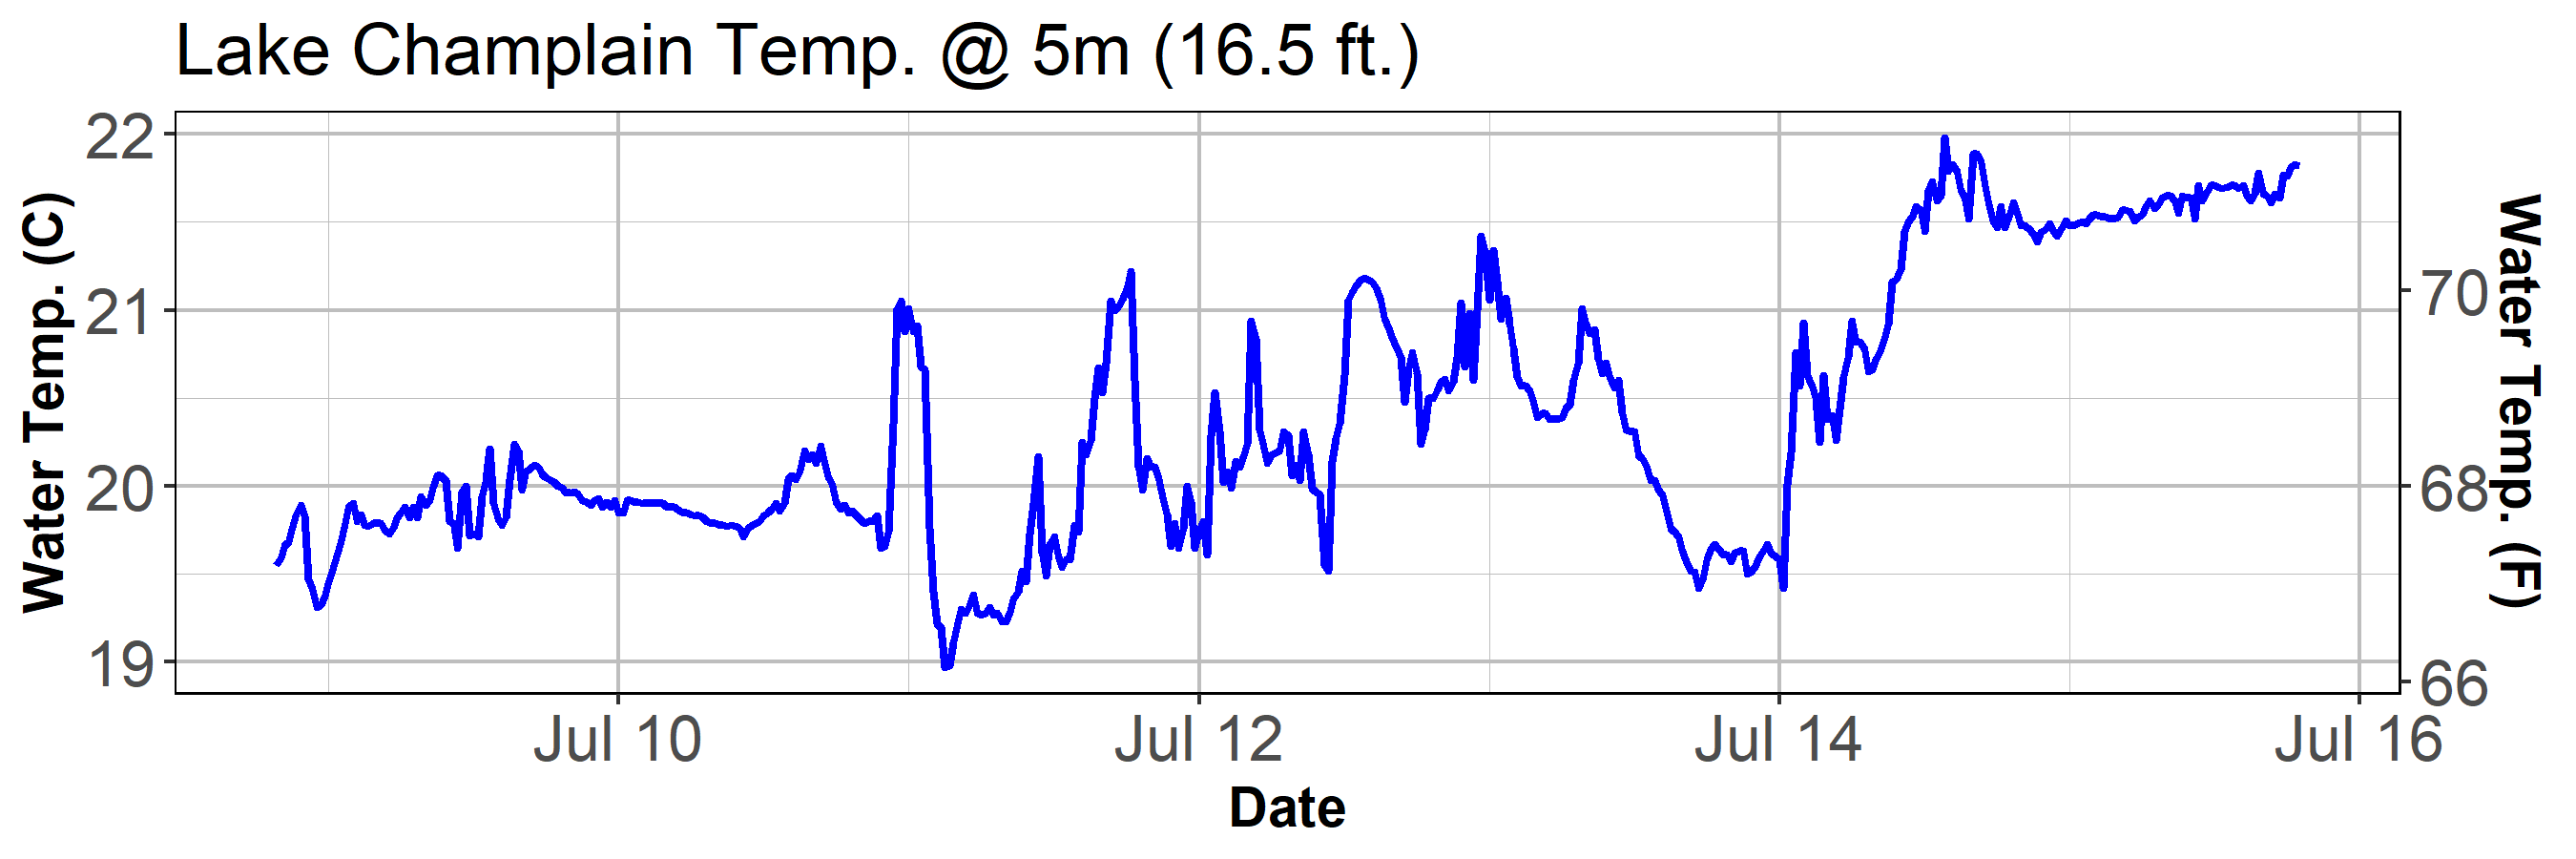 Lake Champlain Temp. @ 5m (16.5 ft.)
Water Temp. (C)
22
21
20
19
70
68
66
Water Temp. (F)
Jul 10 Jul 12 Jul 14 Jul 16
Date